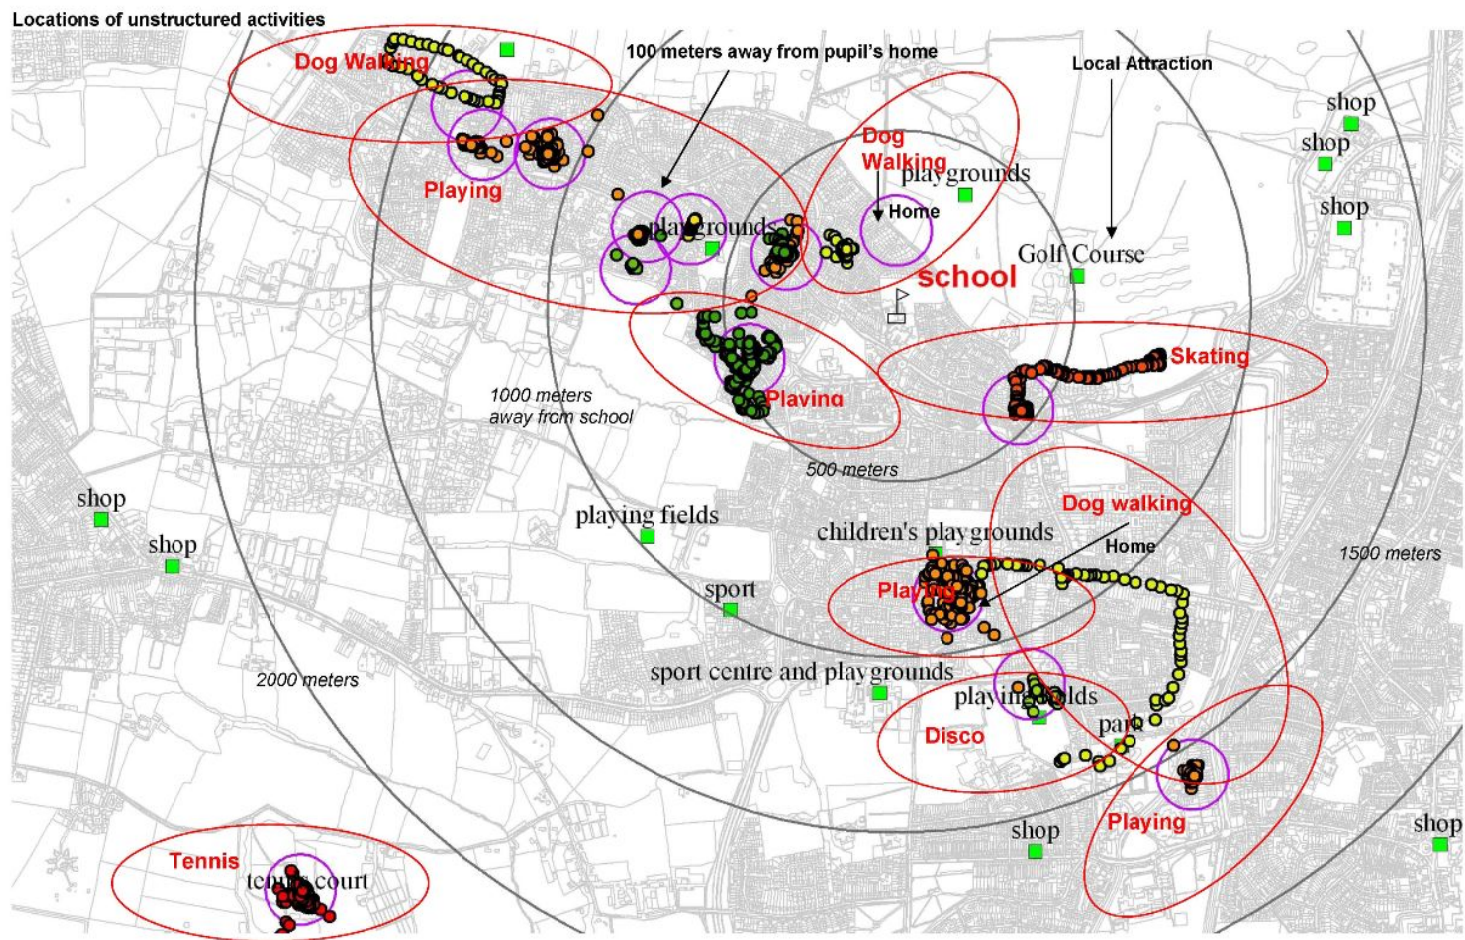 Locations of unstructured activities
100 meters away from pupil's home
Local Attraction
Dog Walking
shop
shop
Dog
Walking
playgrounds
Playing
Home
shop
playgrounds
school
Golf Course
Skating
1000 meters
away from school
Playing
500 meters
shop
playing fields
Dog walking
children's playgrounds
Home
1500 meters
shop
sport
Playing
2000 meters
sport centre and playgrounds
playing fields
Disco
park
Playing
shop
shop
Tennis
tennis court